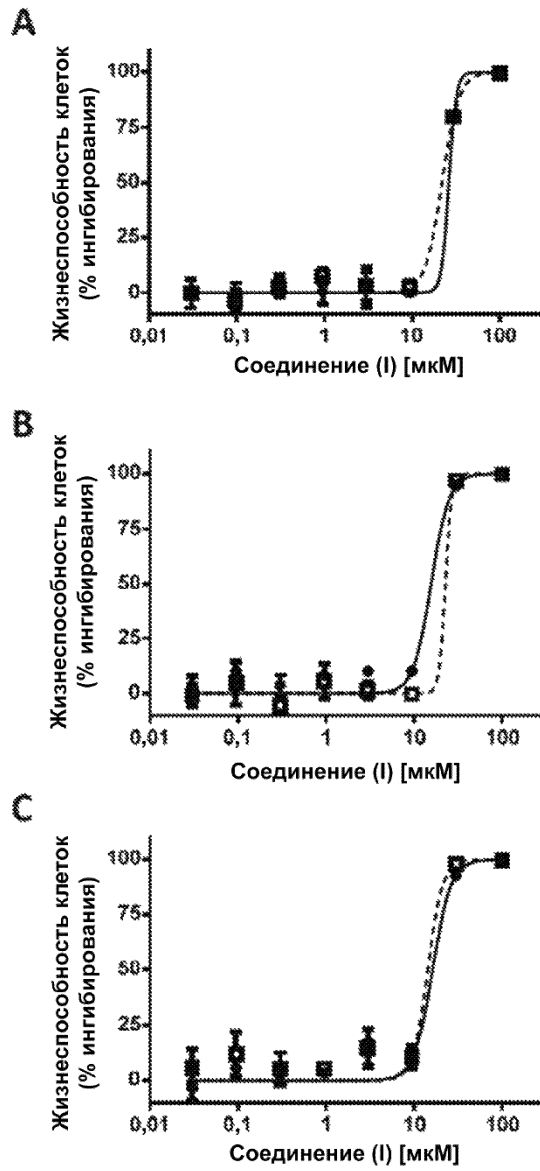 A
Жизнеспособность клеток
(% ингибирования)
100
75
50
25
0
0,01
0,1
1
10
100
Соединение (I) [мкМ]
B
Жизнеспособность клеток
(% ингибирования)
100
75
50
25
0
0,01
0,1
1
10
100
Соединение (I) [мкМ]
C
Жизнеспособность клеток
(% ингибирования)
100
75
50
25
0
0,01
0,1
1
10
100
Соединение (I) [мкМ]